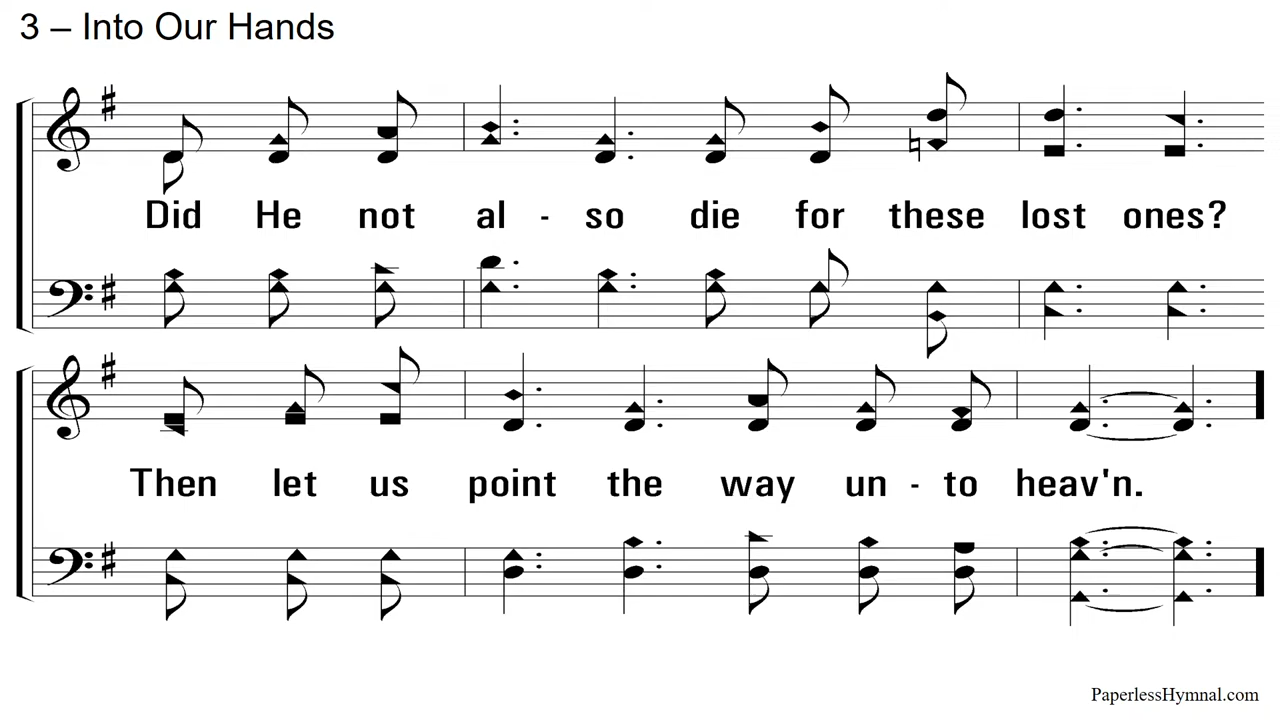 3 – Into Our Hands
Did He not al - so die for these lost ones?
Then let us point the way un - to heav'n.
PaperlessHymnal.com